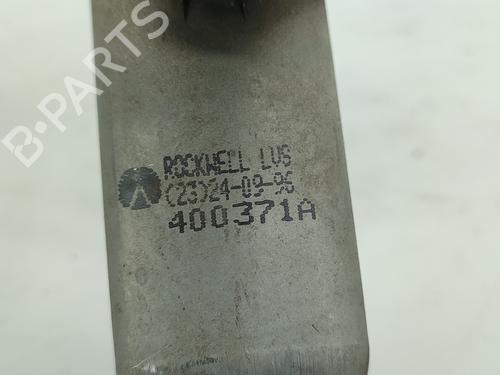 B-PARTS
ROCKWELL LVS
(23)24-09-96
400371A